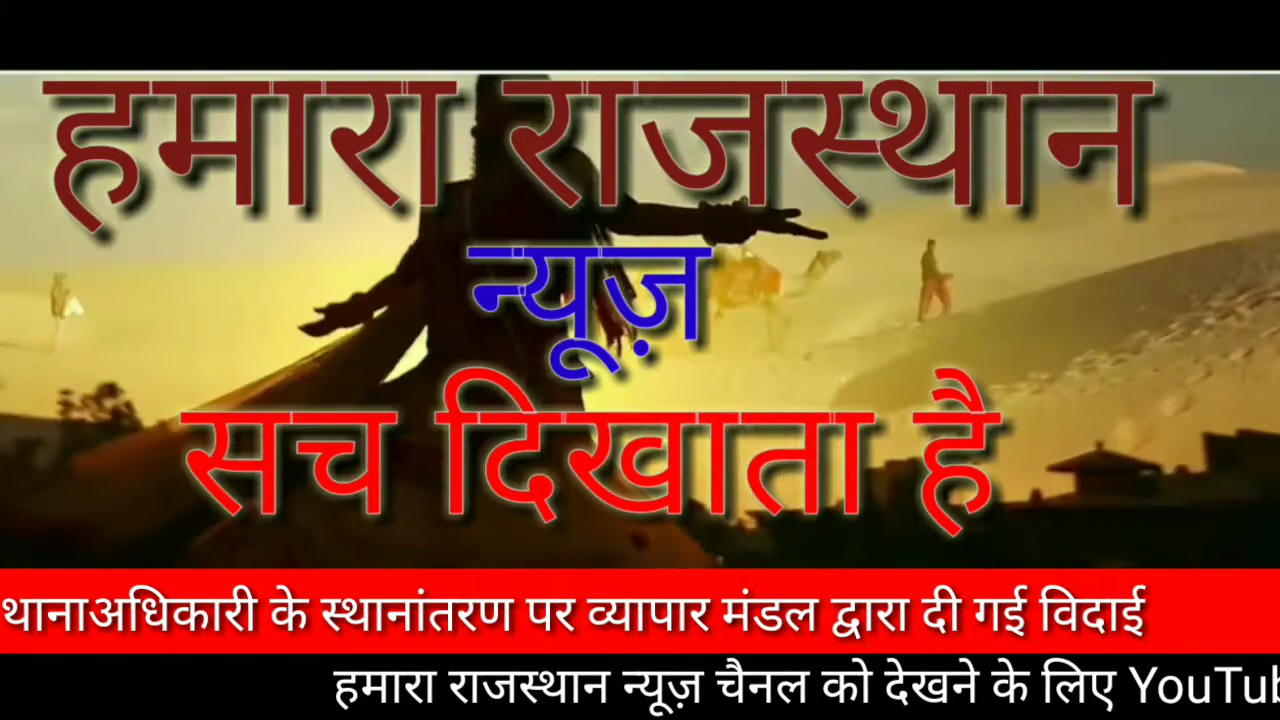 हमारा राजस्थान
न्यूज़
सच दिखाता है
थानाअधिकारी के स्थानांतरण पर व्यापार मंडल द्वारा दी गई विदाई
हमारा राजस्थान न्यूज़ चैनल को देखने के लिए